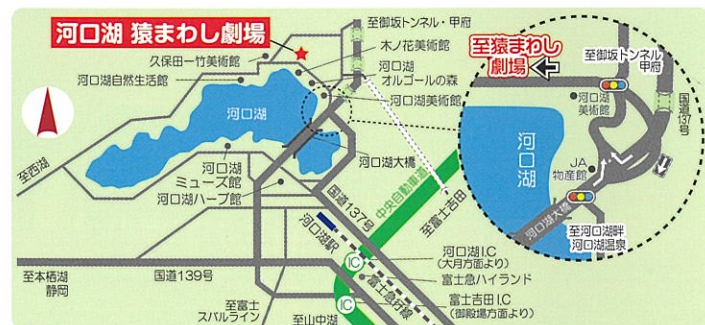 河口湖 猿まわし劇場
至御坂トンネル・甲府
木ノ花美術館
久保田一竹美術館
河口湖
オルゴールの森
河口湖自然生活館
河口湖美術館
河口湖
河口湖大橋
至西湖
河口湖
ミューズ館
河口湖ハーブ館
国道137号
中央自動車道
至富士吉田
河口湖駅
河口湖I.C
(大月方面より)
至本栖湖
静岡
国道139号
IC
富士急ハイランド
富士急行線
富士吉田I.C
(御殿場方面より)
至富士
スバルライン
至山中湖
IC
至猿まわし
劇場
至御坂トンネル
甲府
河口湖
美術館
国道137号
河口湖
JA
物産館
河口湖大橋
至河口湖畔
河口湖温泉